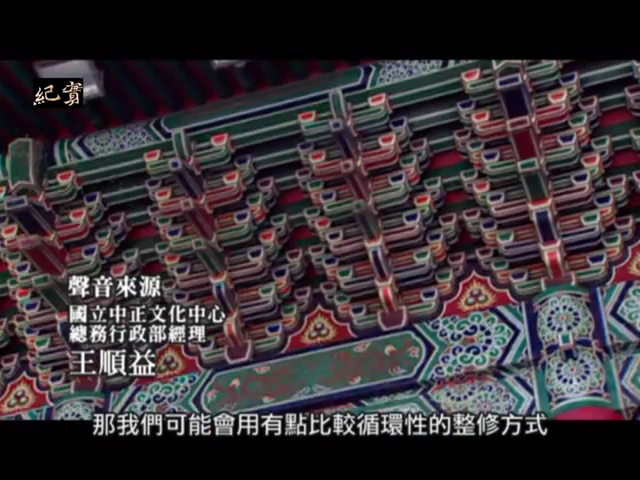 紀實
聲音來源
國立中正文化中心
總務行政部經理
王順益
那我們可能會用有點比較循環性的整修方式